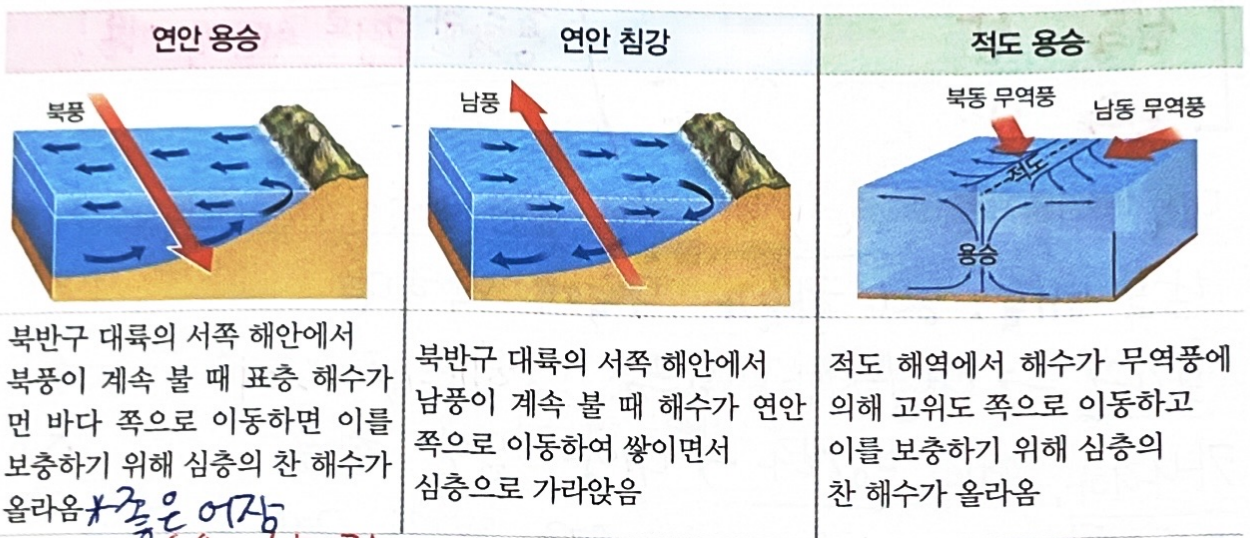 연안 용승
북풍
북반구 대륙의 서쪽 해안에서
북풍이 계속 불 때 표층 해수가
먼 바다 쪽으로 이동하면 이를
보충하기 위해 심층의 찬 해수가
올라옴 *좋은 어장
연안 침강
남풍
북반구 대륙의 서쪽 해안에서
남풍이 계속 불 때 해수가 연안
쪽으로 이동하여 쌓이면서
심층으로 가라앉음
적도 용승
북동 무역풍
남동 무역풍
적도
용승
적도 해역에서 해수가 무역풍에
의해 고위도 쪽으로 이동하고
이를 보충하기 위해 심층의
찬 해수가 올라옴